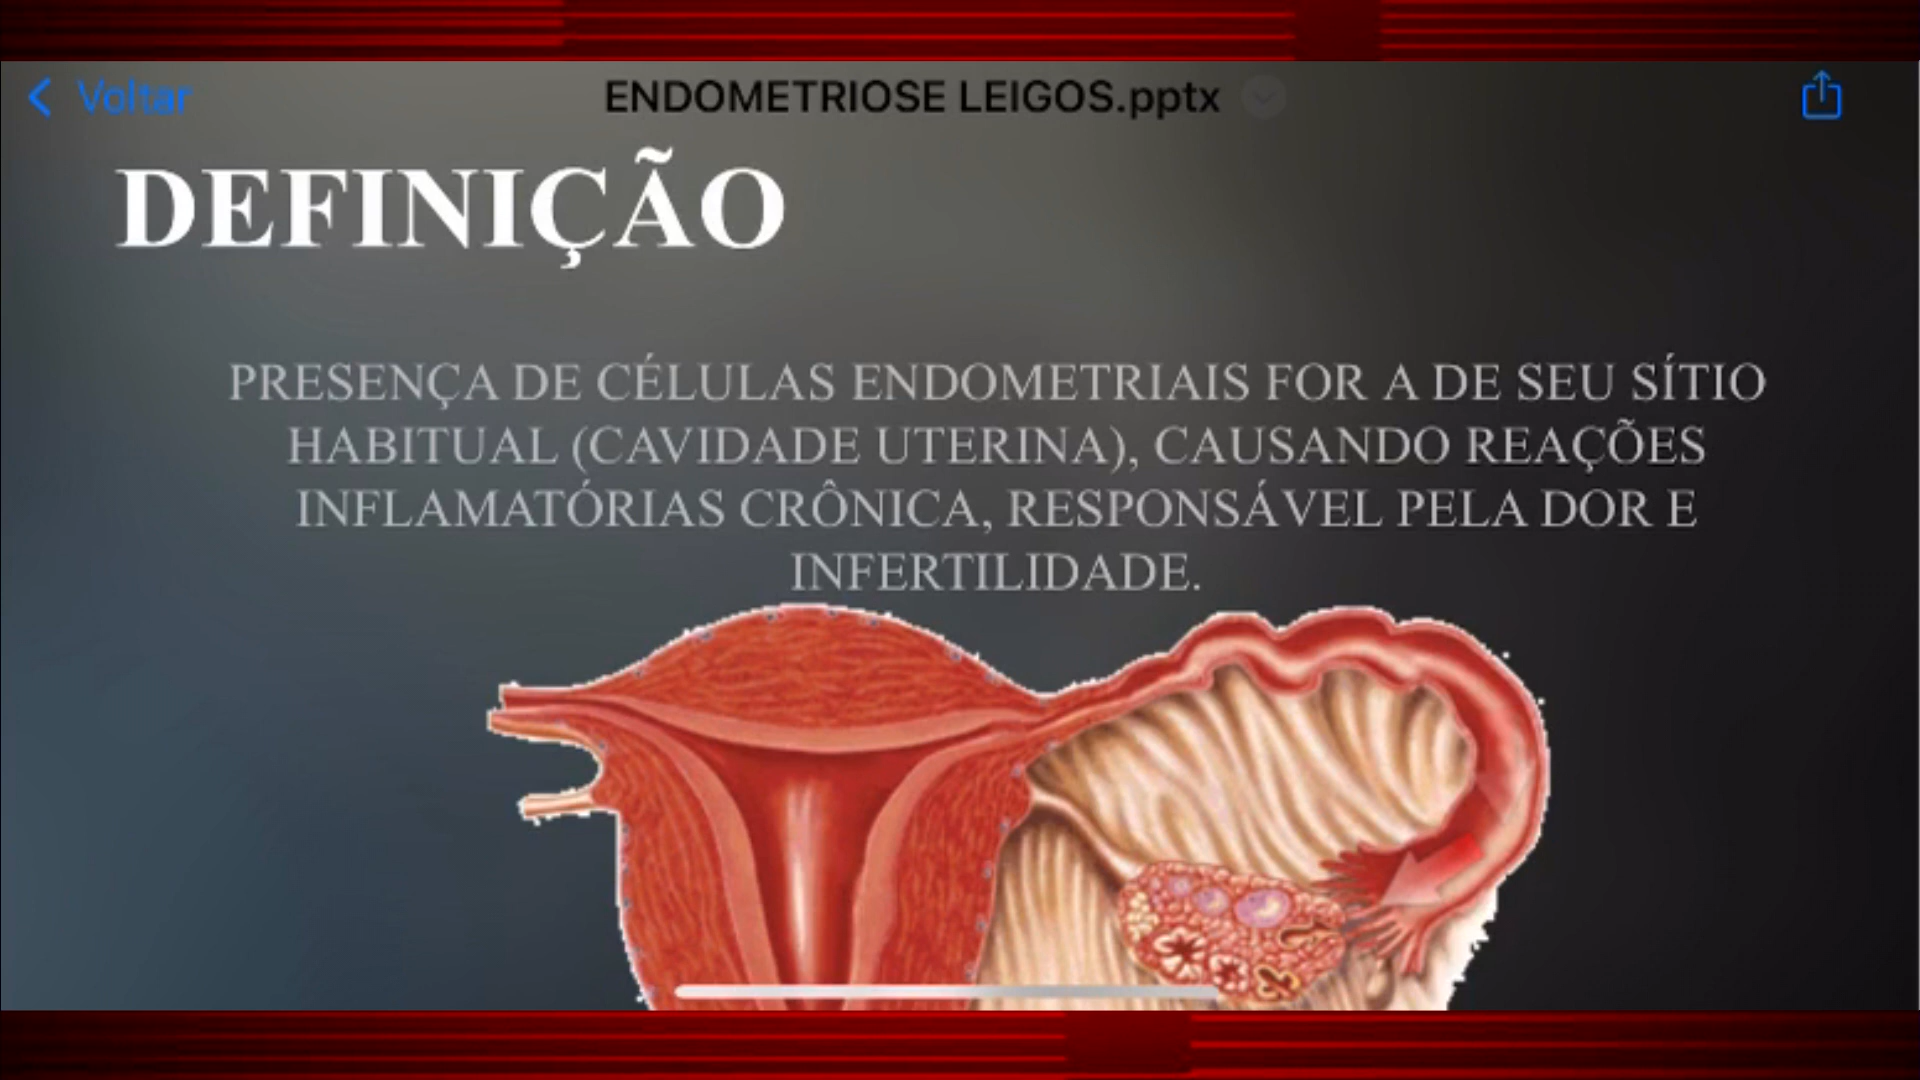 Voltar
ENDOMETRIOSE LEIGOS.pptx
DEFINIÇÃO
PRESENÇA DE CÉLULAS ENDOMETRIAIS FOR A DE SEU SÍTIO
HABITUAL (CAVIDADE UTERINA), CAUSANDO REAÇÕES
INFLAMATÓRIAS CRÔNICA, RESPONSÁVEL PELA DOR E
INFERTILIDADE.